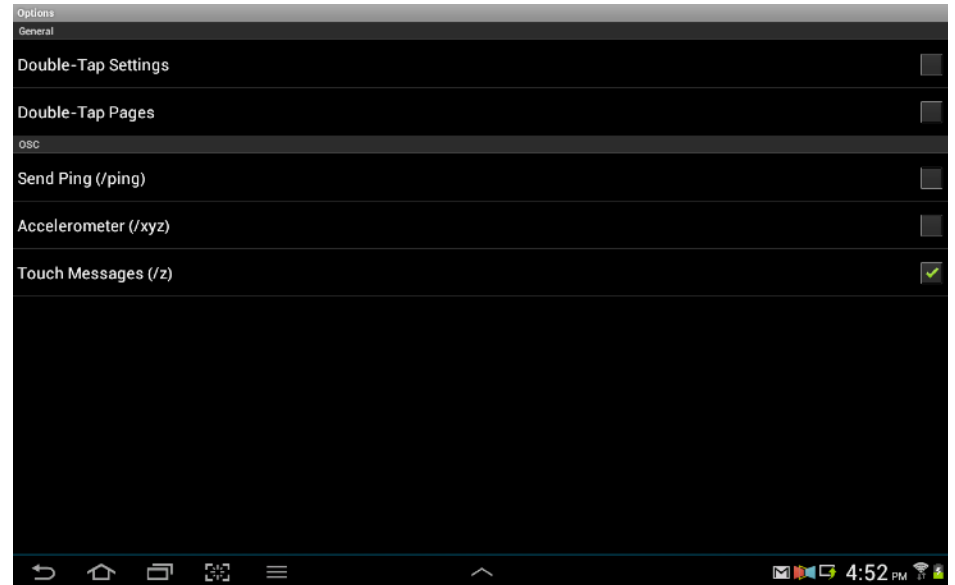 Options
General
Double-Tap Settings
Double-Tap Pages
OSC
Send Ping (/ping)
Accelerometer (/xyz)
Touch Messages (/z)
4:52 PM